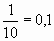 1/10 = 0,1